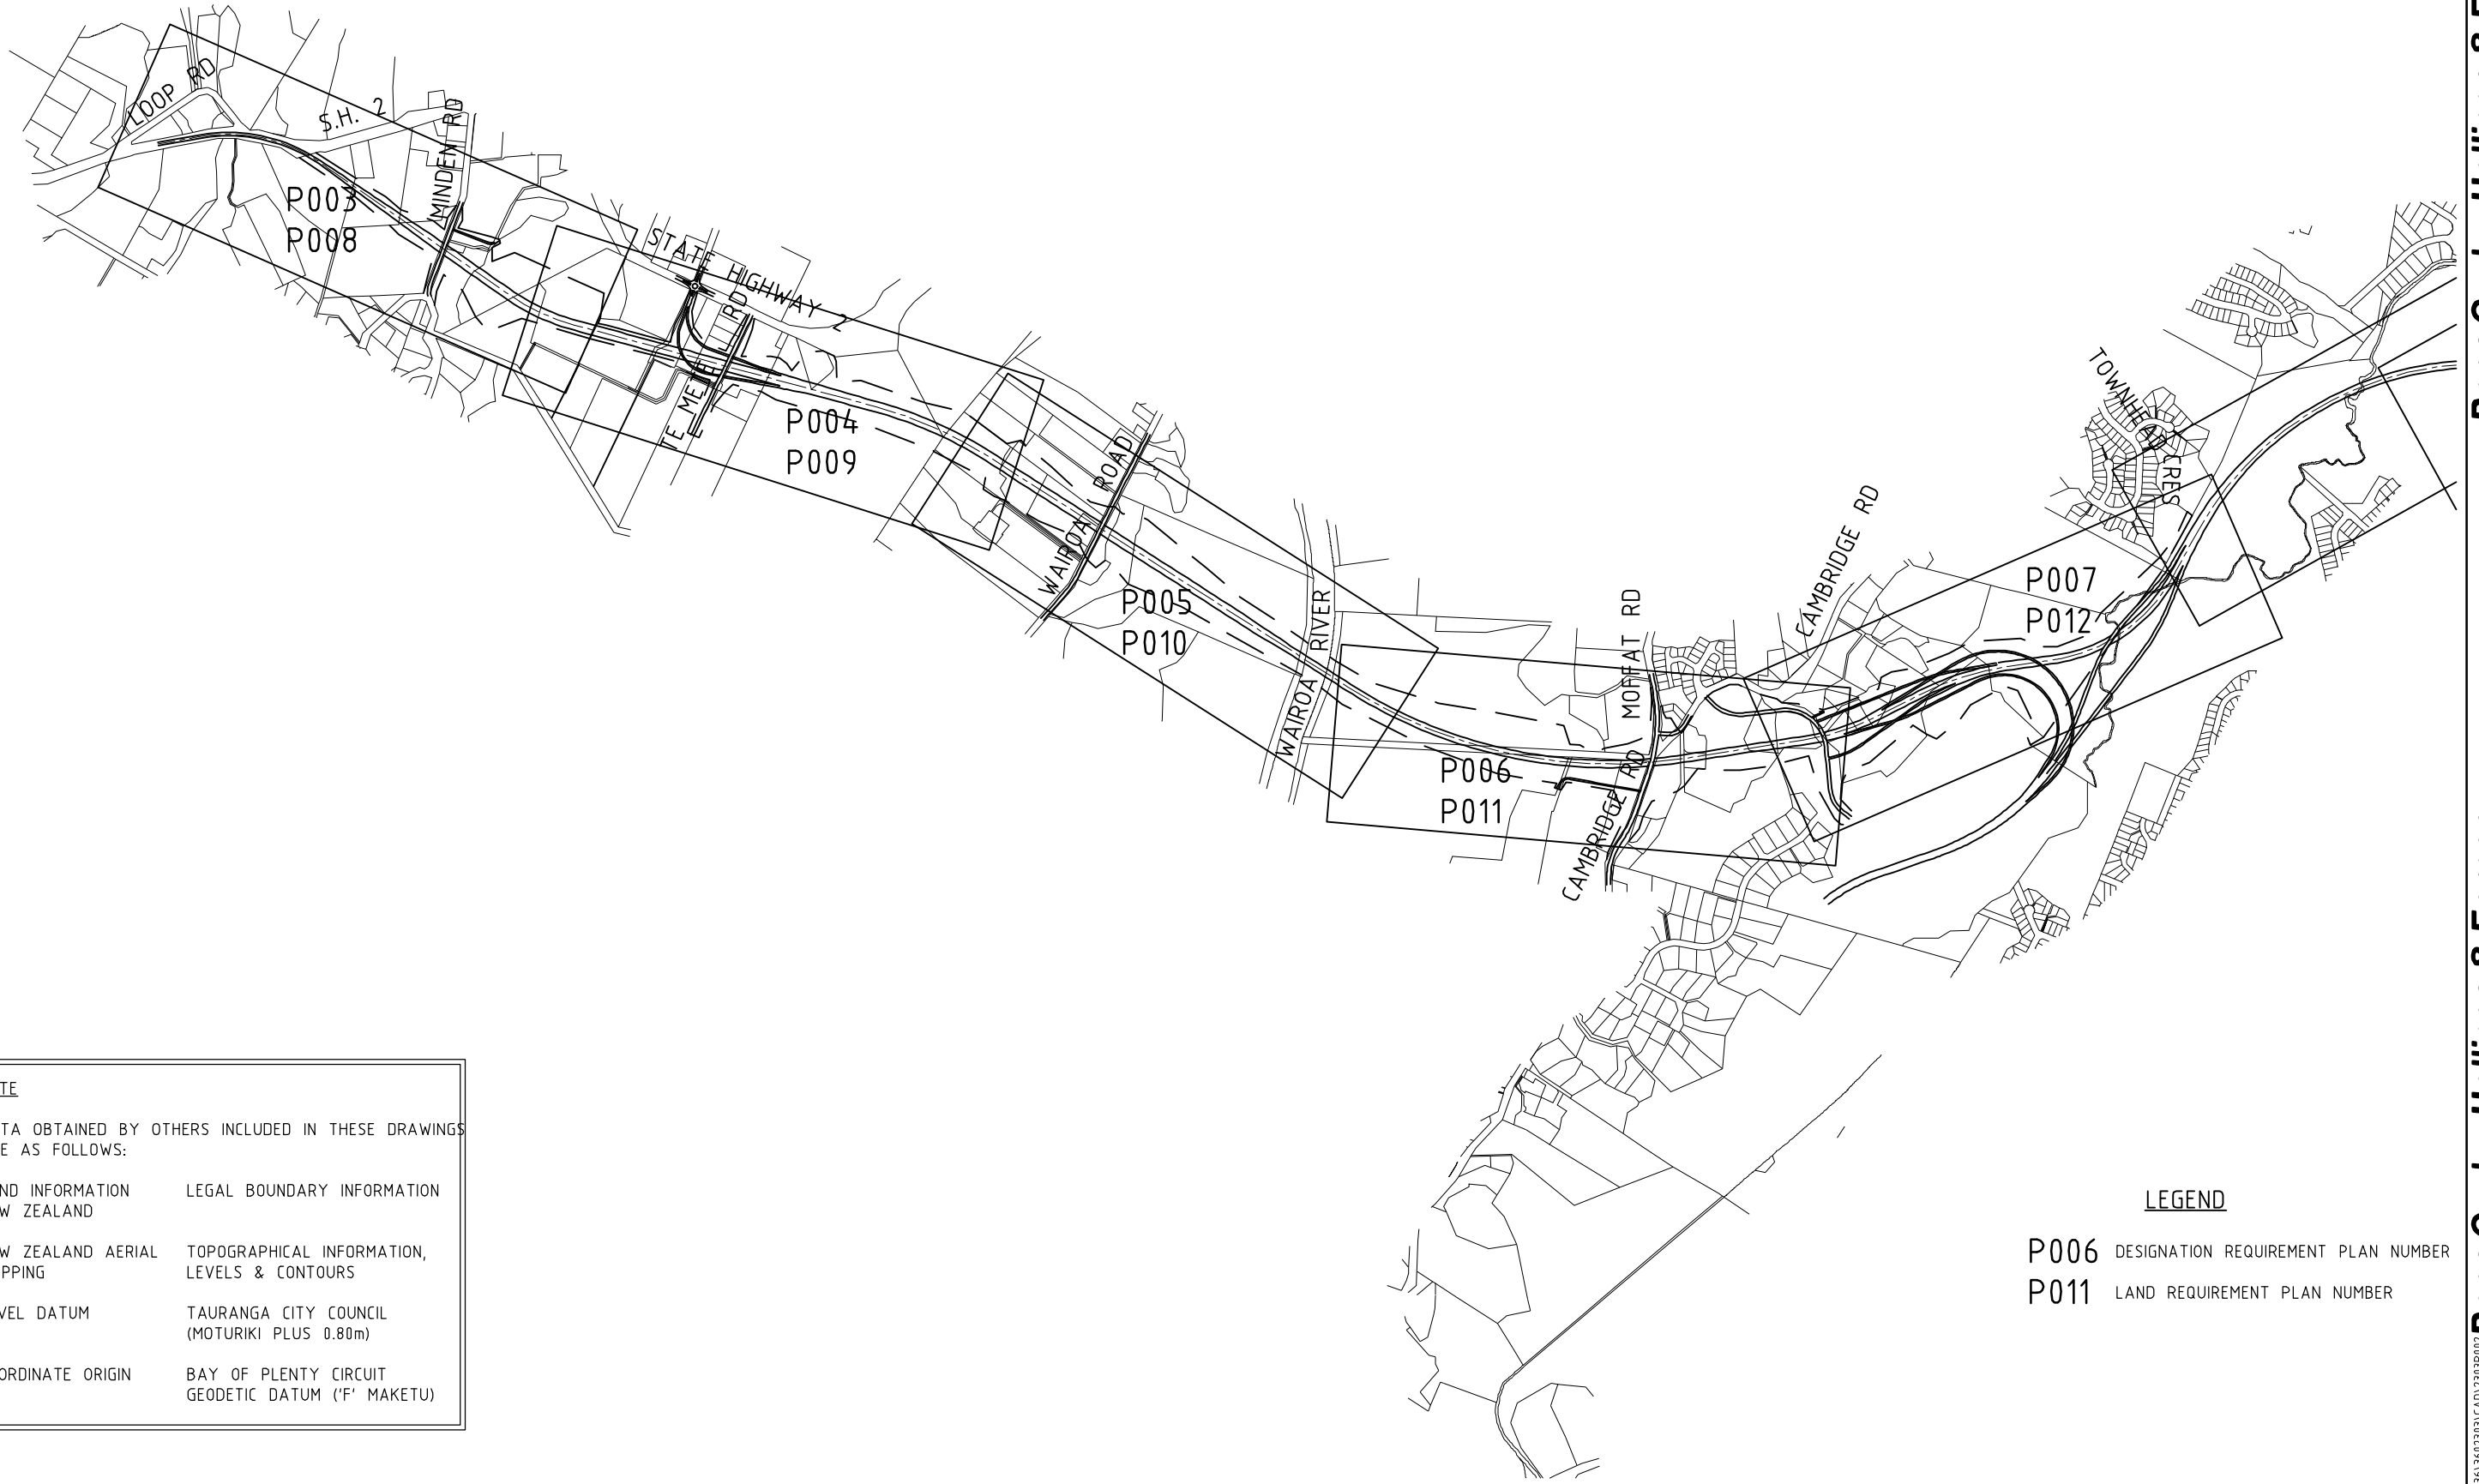 LOOP RD
S.H. 2
MINDEN RD
P003
P008
STATE HIGHWAY 2
RD
P004
P009
WAIROA ROAD
P005
P010
WAIROA RIVER
MOFFAT RD
CAMBRIDGE RD
P006
P011
CAMBRIDGE RD
P007
P012
TOWNHEAD CRES
TE
TA OBTAINED BY OTHERS INCLUDED IN THESE DRAWINGS
E AS FOLLOWS:
ND INFORMATION LEGAL BOUNDARY INFORMATION
W ZEALAND
W ZEALAND AERIAL TOPOGRAPHICAL INFORMATION,
PPING LEVELS & CONTOURS
VEL DATUM TAURANGA CITY COUNCIL
(MOTURIKI PLUS 0.80m)
ORDINATE ORIGIN BAY OF PLENTY CIRCUIT
GEODETIC DATUM ('F' MAKETU)
LEGEND
P006 DESIGNATION REQUIREMENT PLAN NUMBER
P011 LAND REQUIREMENT PLAN NUMBER